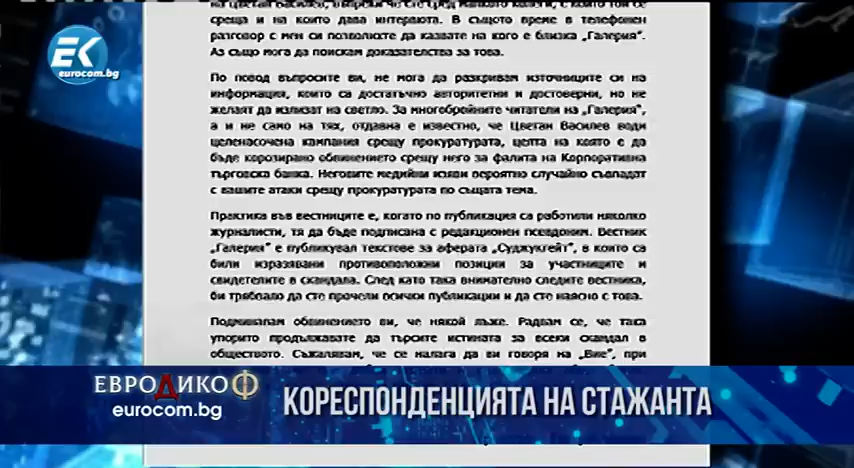 на Цветан Василев, въпреки че сте сред малкото колеги, с които той се
среща и на които дава интервюта. В същото време в телефонен
разговор с мен си позволихте да казвате на кого е близка „Галерия“.
Аз също мога да поискам доказателства за това.
По повод въпросите ви, не мога да разкривам източниците си на
информация, които са достатъчно авторитетни и достоверни, но не
желаят да излизат на светло. За многобройните читатели на „Галерия“,
а и не само на тях, отдавна е известно, че Цветан Василев води
целенасочена кампания срещу прокуратурата, целта на която е да
бъде корозирано обвинението срещу него за фалита на Корпоративна
търговска банка. Неговите медийни изяви вероятно случайно съвпадат
с вашите атаки срещу прокуратурата по същата тема.
Практика във вестниците е, когато по публикация са работили няколко
журналисти, тя да бъде подписана с редакционен псевдоним. Вестник
„Галерия“ е публикувал текстове за аферата „Суджукгейт“, в които са
били изразявани противоположни позиции за участниците и
свидетелите в скандала. След като така внимателно следите вестника,
би трябвало да сте прочели всички публикации и да сте наясно с това.
Подминавам обвинението ви, че някой лъже. Радвам се, че така
упорито продължавате да търсите истината за всеки скандал в
обществото. Съжалявам, че се налага да ви говоря на „Вие“, при
EK
eurocom.bg
ЕВРОДИКОФ
eurocom.bg
КОРЕСПОНДЕНЦИЯТА НА СТАЖАНТА